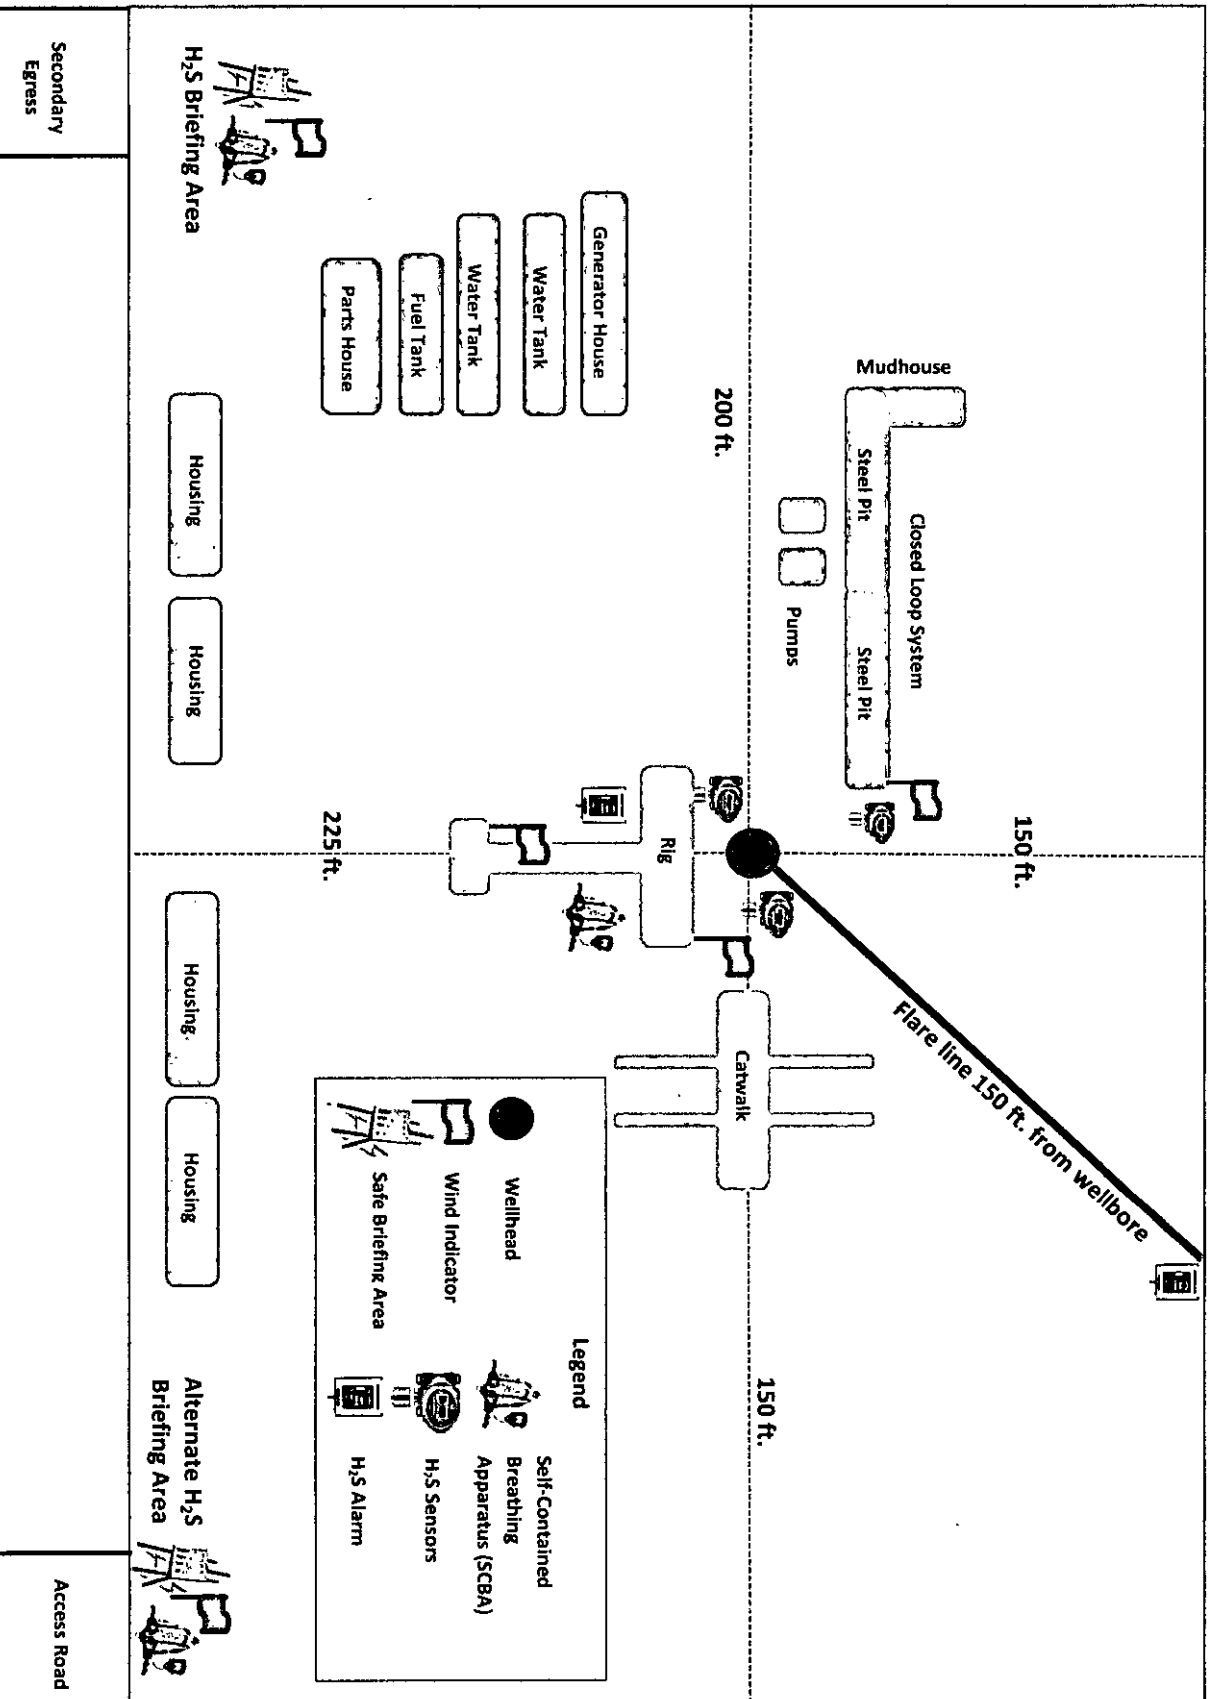 Secondary
Egress
H₂S Briefing Area
Generator House
Water Tank
Water Tank
Fuel Tank
Parts House
Housing
Housing
Housing
Housing
Mudhouse
Steel Pit
Steel Pit
Closed Loop System
Pumps
200 ft.
150 ft.
225 ft.
150 ft.
Rig
Catwalk
Flare line 150 ft. from wellbore
Legend
Wellhead
Wind Indicator
Safe Briefing Area
Self-Contained
Breathing
Apparatus (SCBA)
H₂S Sensors
H₂S Alarm
Alternate H₂S
Briefing Area
Access Road